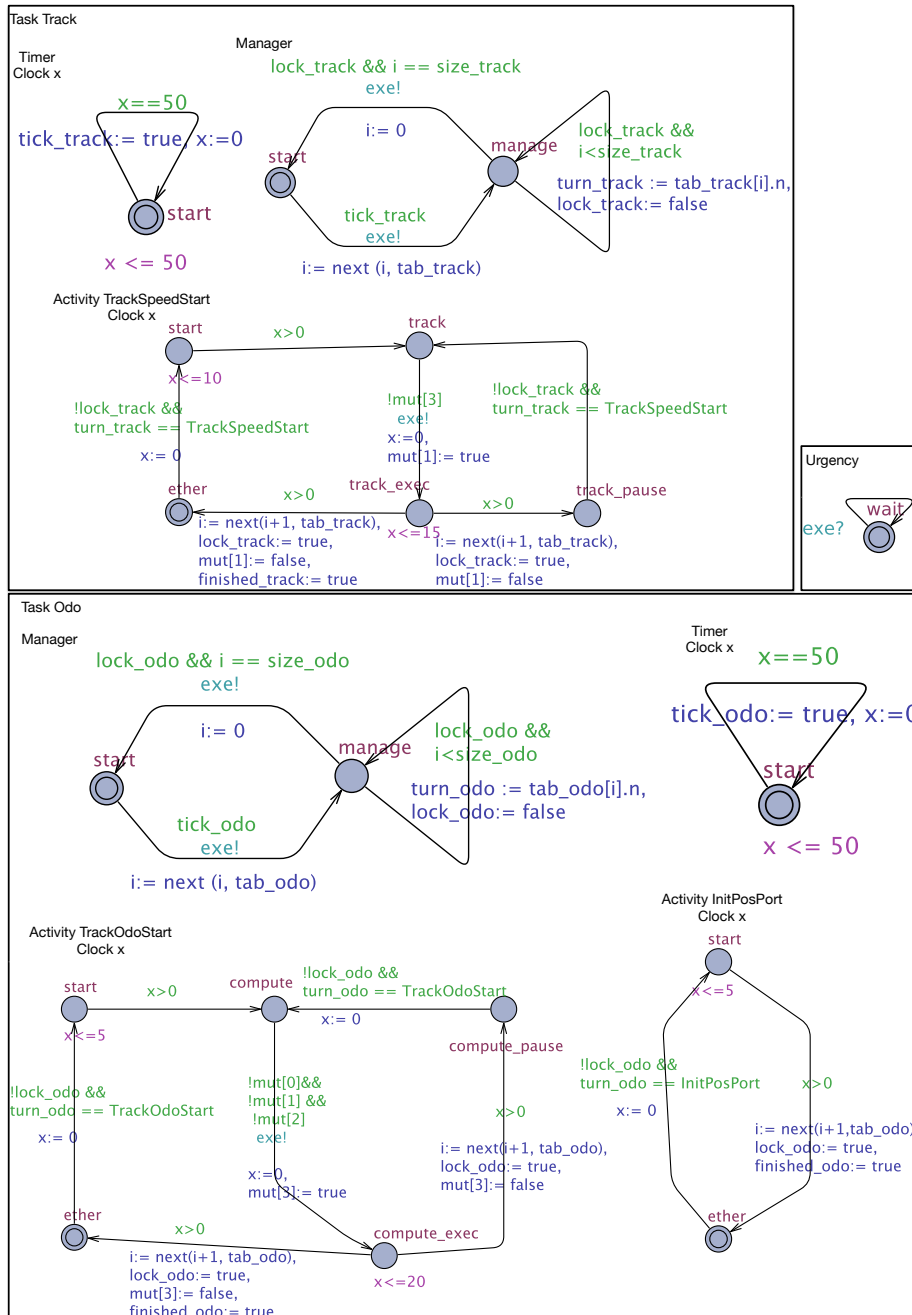 Task Track
Timer
Clock x
x==50
tick_track:= true, x:=0
start
x <= 50
Manager
lock_track && i == size_track
exe!
i:= 0
start
manage
lock_track &&
i<size_track
turn_track := tab_track[i].n,
lock_track:= false
tick_track
exe!
i:= next (i, tab_track)
Activity TrackSpeedStart
Clock x
start
x<=10
x>0
track
!lock_track &&
turn_track == TrackSpeedStart
x:= 0
!mut[3]
exe!
x:=0,
mut[1]:= true
!lock_track &&
turn_track == TrackSpeedStart
ether
x>0
track_exec
x<=15
x>0
track_pause
i:= next(i+1, tab_track),
lock_track:= true,
mut[1]:= false,
finished_track:= true
i:= next(i+1, tab_track),
lock_track:= true,
mut[1]:= false
Urgency
wait
exe?
Task Odo
Manager
lock_odo && i == size_odo
exe!
i:= 0
start
manage
lock_odo &&
i<size_odo
turn_odo := tab_odo[i].n,
lock_odo:= false
tick_odo
exe!
i:= next (i, tab_odo)
Timer
Clock x
x==50
tick_odo:= true, x:=0
start
x <= 50
Activity TrackOdoStart
Clock x
start
x<=5
x>0
compute
!lock_odo &&
turn_odo == TrackOdoStart
x:= 0
compute_pause
!lock_odo &&
turn_odo == TrackOdoStart
x:= 0
!mut[0]&&
!mut[1] &&
!mut[2]
exe!
x:=0,
mut[3]:= true
x>0
i:= next(i+1, tab_odo),
lock_odo:= true,
mut[3]:= false
ether
x>0
compute_exec
x<=20
i:= next(i+1, tab_odo),
lock_odo:= true,
mut[3]:= false,
finished_odo:= true
Activity InitPosPort
Clock x
start
x<=5
!lock_odo &&
turn_odo == InitPosPort
x:= 0
x>0
i:= next(i+1,tab_odo)
lock_odo:= true,
finished_odo:= true
ether